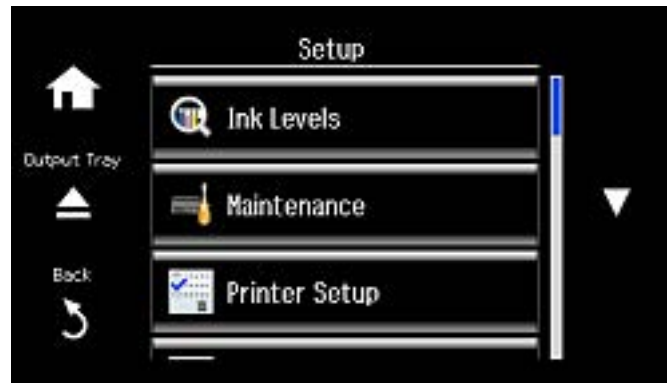 Setup
Ink Levels
Output Tray
Maintenance
Back
Printer Setup